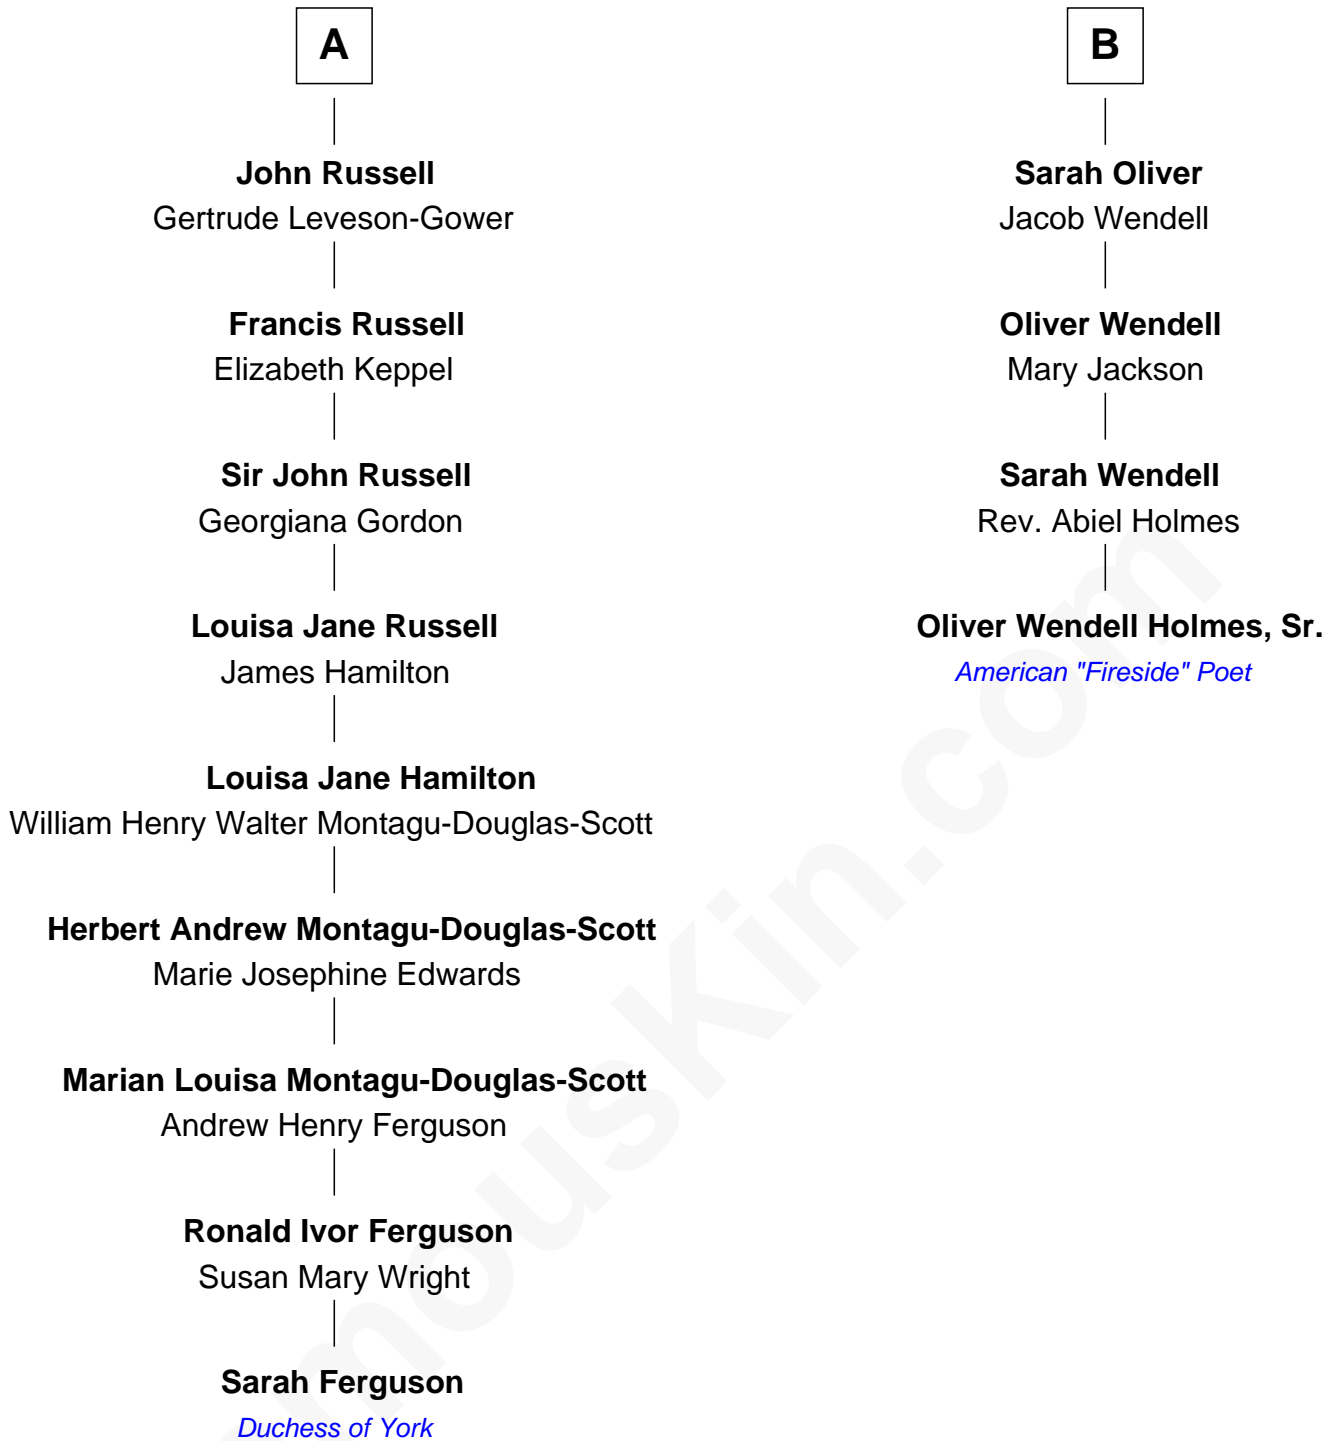 A
John Russell
Gertrude Leveson-Gower
Francis Russell
Elizabeth Keppel
Sir John Russell
Georgiana Gordon
Louisa Jane Russell
James Hamilton
Louisa Jane Hamilton
William Henry Walter Montagu-Douglas-Scott
Herbert Andrew Montagu-Douglas-Scott
Marie Josephine Edwards
Marian Louisa Montagu-Douglas-Scott
Andrew Henry Ferguson
Ronald Ivor Ferguson
Susan Mary Wright
Sarah Ferguson
Duchess of York
B
Sarah Oliver
Jacob Wendell
Oliver Wendell
Mary Jackson
Sarah Wendell
Rev. Abiel Holmes
Oliver Wendell Holmes, Sr.
American "Fireside" Poet
mousKin.com